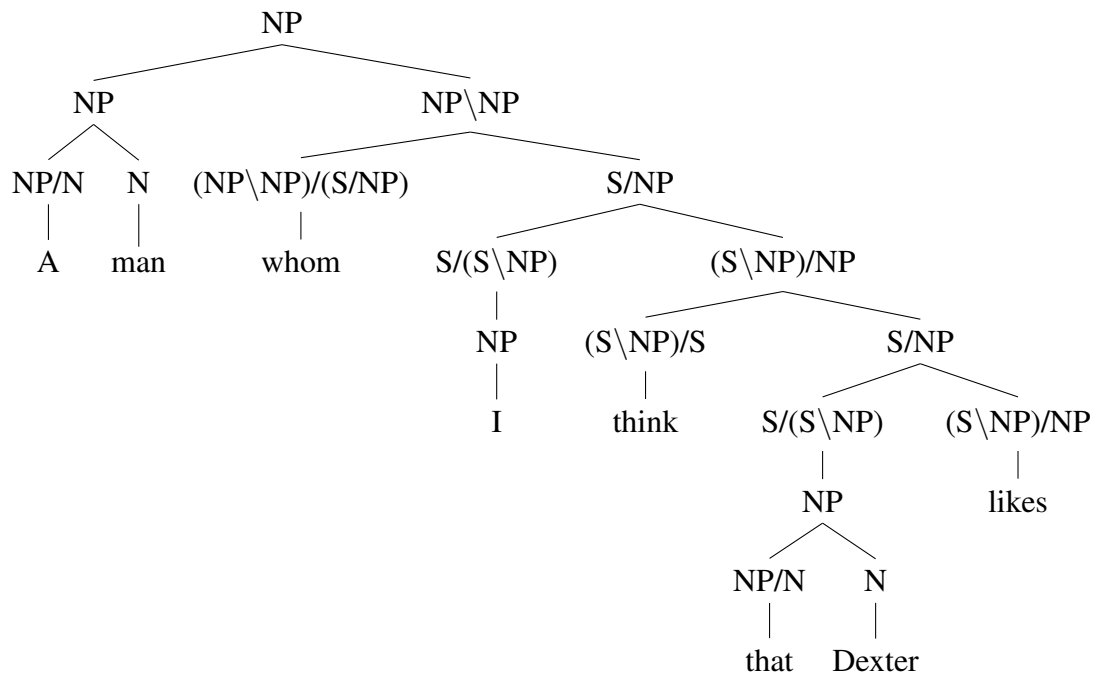 NP
NP NP\NP
NP/N N (NP\NP)/(S/NP) S/NP
A man whom S/(S\NP) (S\NP)/NP
NP (S\NP)/S S/NP
I think S/(S\NP) (S\NP)/NP
NP likes
NP/N N
that Dexter